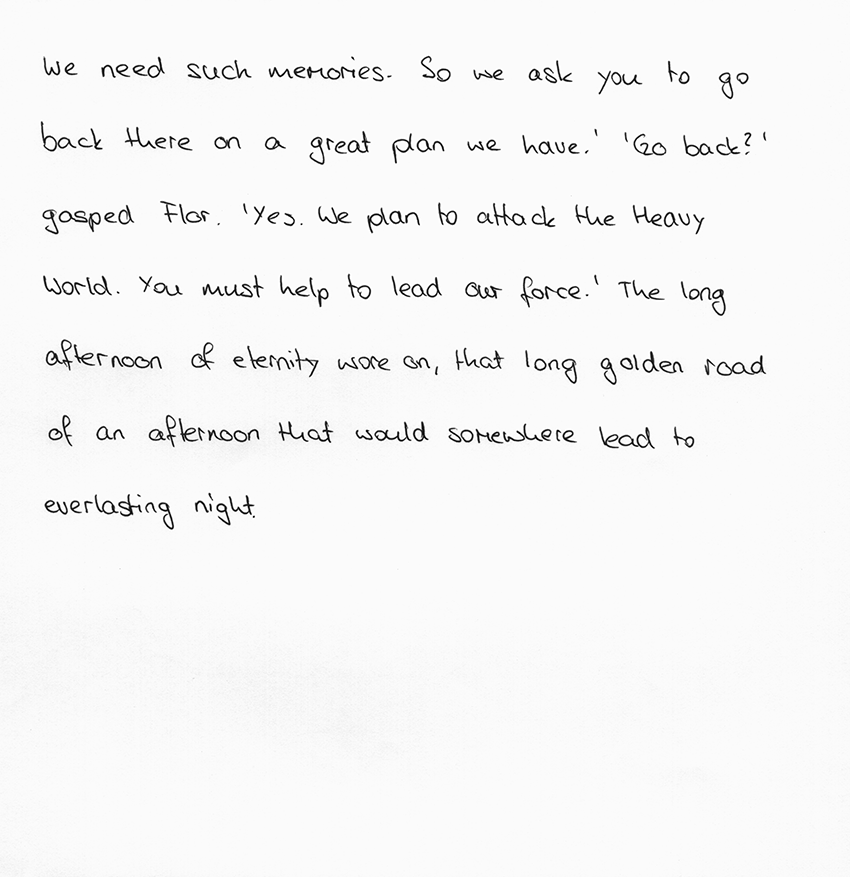 We need such memories. So we ask you to go
back there on a great plan we have.' 'Go back?'
gasped Flor. 'Yes. We plan to attack the Heavy
World. You must help to lead our force.' The long
afternoon of eternity wore on, that long golden road
of an afternoon that would somewhere lead to
everlasting night.